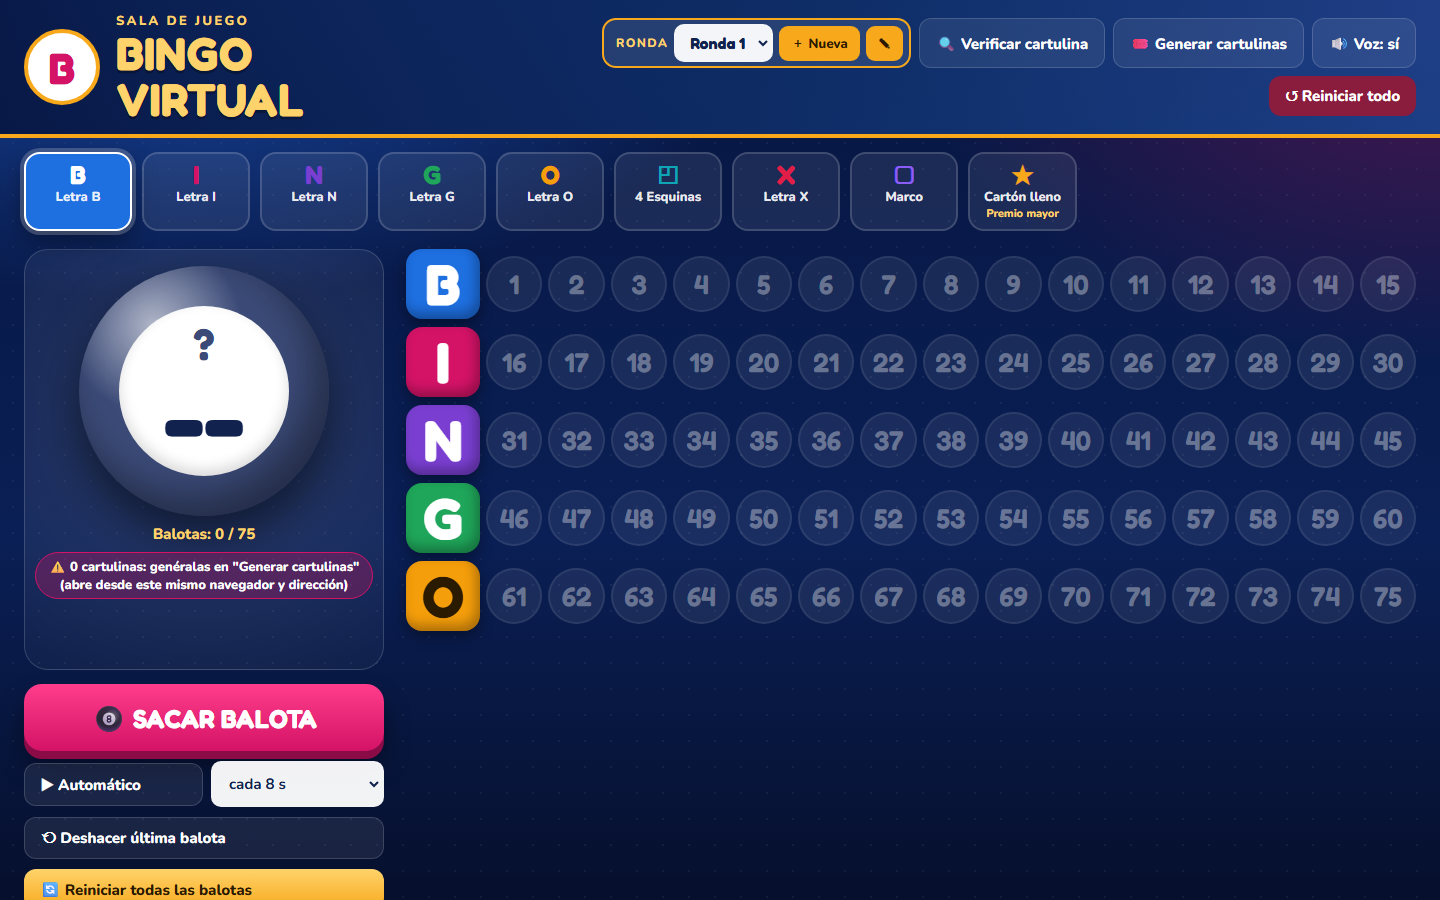 B
SALA DE JUEGO
BINGO
VIRTUAL
RONDA Ronda 1 + Nueva
Verificar cartulina
Generar cartulinas
Voz: sí
↺ Reiniciar todo
B
Letra B
I
Letra I
N
Letra N
G
Letra G
O
Letra O
4 Esquinas
Letra X
Marco
Cartón lleno
Premio mayor
?
--
Balotas: 0 / 75
⚠ 0 cartulinas: genéralas en "Generar cartulinas"
(abre desde este mismo navegador y dirección)
8 SACAR BALOTA
▶ Automático
cada 8 s
Deshacer última balota
Reiniciar todas las balotas
B 1 2 3 4 5 6 7 8 9 10 11 12 13 14 15
I 16 17 18 19 20 21 22 23 24 25 26 27 28 29 30
N 31 32 33 34 35 36 37 38 39 40 41 42 43 44 45
G 46 47 48 49 50 51 52 53 54 55 56 57 58 59 60
O 61 62 63 64 65 66 67 68 69 70 71 72 73 74 75